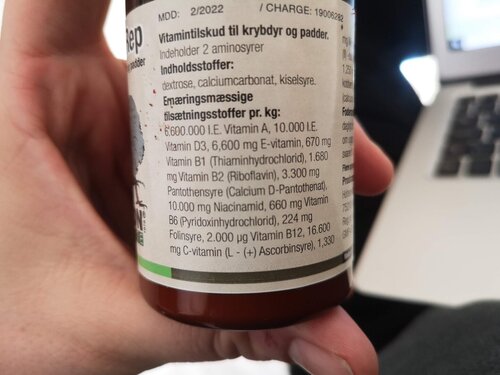 MDD: 2/2022 / CHARGE: 19006282
Rep
padder
Vitamintilskud til krybdyr og padder.
Indeholder 2 aminosyrer
Indholdsstoffer:
dextrose, calciumcarbonat, kiselsyre.
Ernæringsmæssige
tilsætningsstoffer pr. kg:
6.600.000 I.E. Vitamin A, 10.000 I.E.
Vitamin D3, 6,600 mg E-vitamin, 670 mg
Vitamin B1 (Thiaminhydrochlorid), 1.680
mg Vitamin B2 (Riboflavin), 3.300 mg
Pantothensyre (Calcium D-Pantothenat),
10.000 mg Niacinamid, 660 mg Vitamin
B6 (Pyridoxinhydrochlorid), 224 mg
Folinsyre, 2.000 µg Vitamin B12, 16.600
mg C-vitamin (L - (+) Ascorbinsyre), 1,330